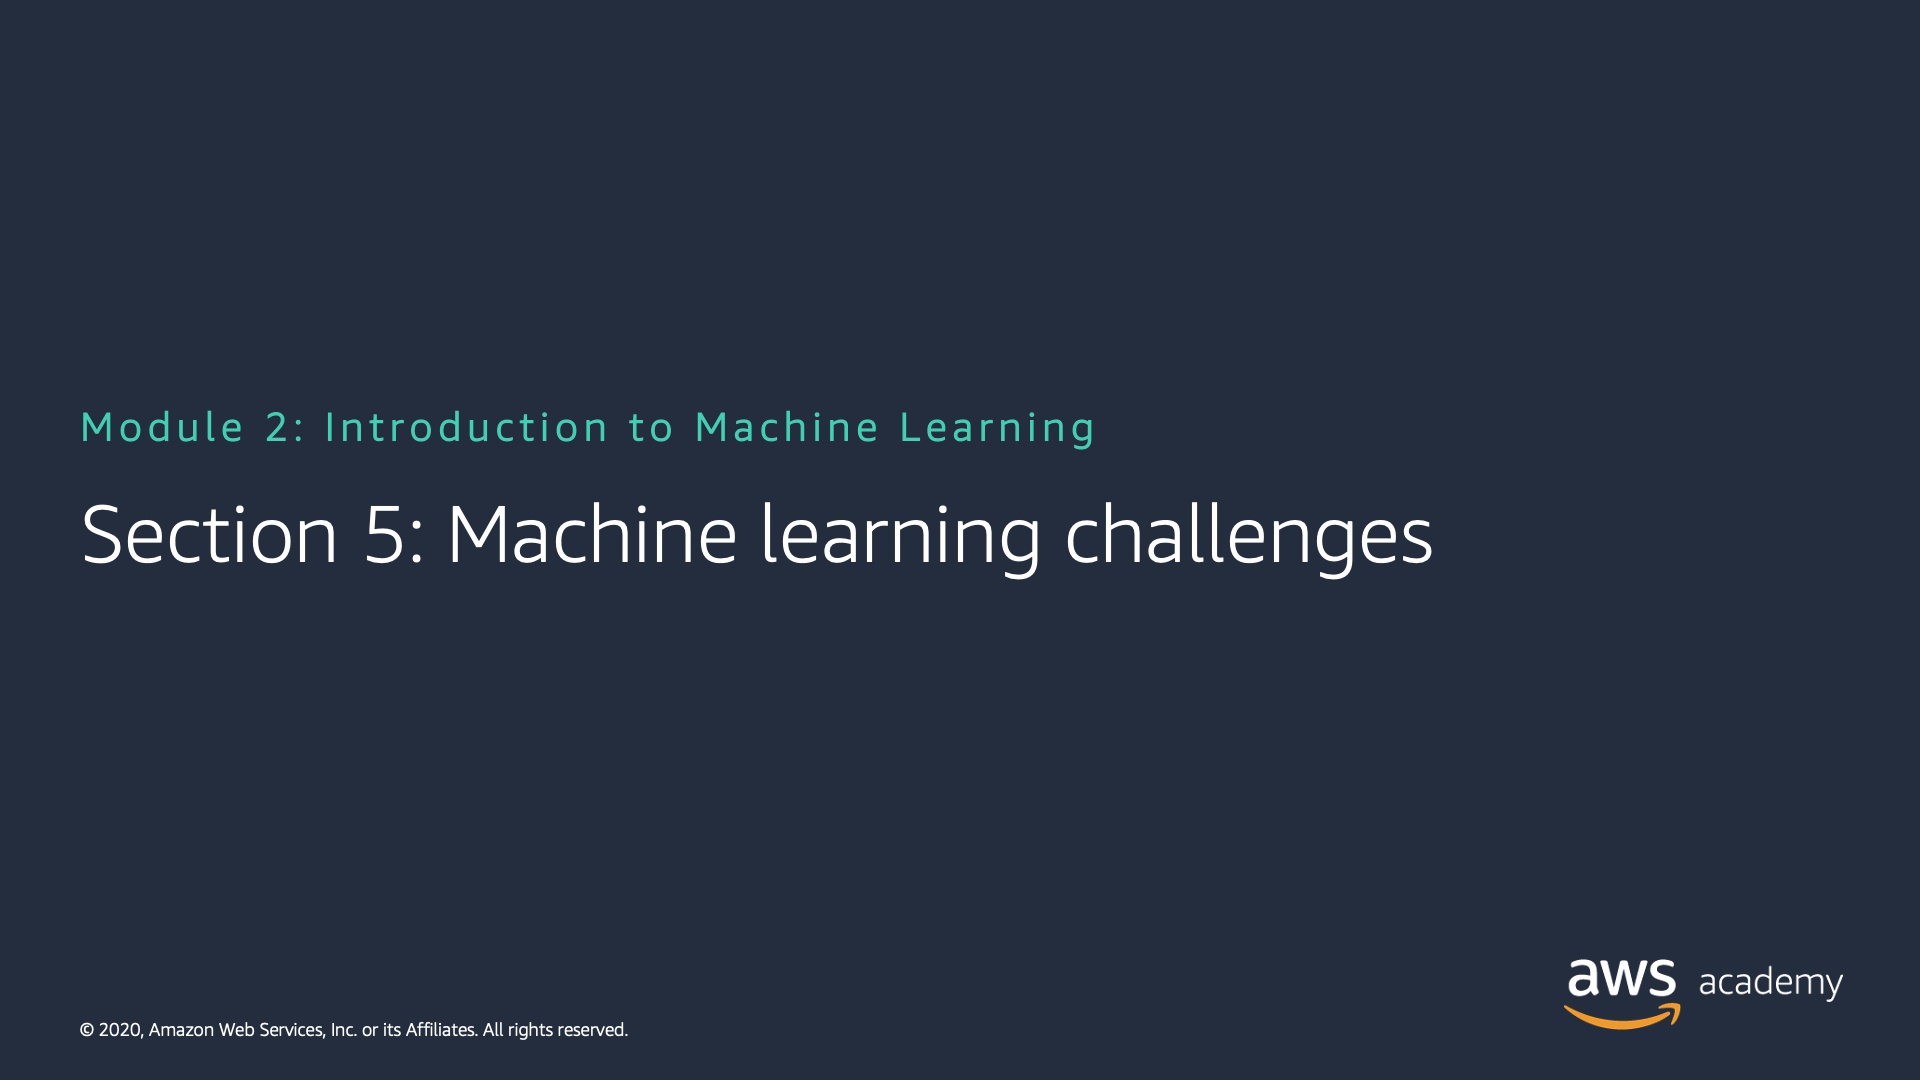 Module 2: Introduction to Machine Learning
Section 5: Machine learning challenges
aws academy
© 2020, Amazon Web Services, Inc. or its Affiliates. All rights reserved.